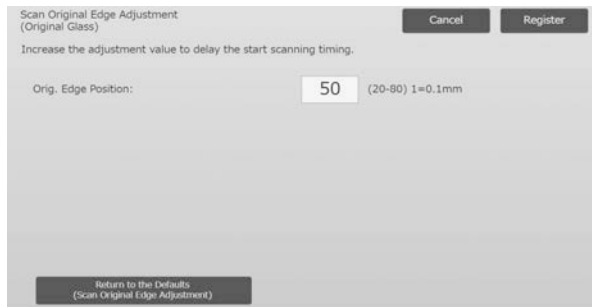 Scan Original Edge Adjustment
(Original Glass)
Cancel
Register
Increase the adjustment value to delay the start scanning timing.
Orig. Edge Position:
50
(20-80) 1=0.1mm
Return to the Defaults
(Scan Original Edge Adjustment)